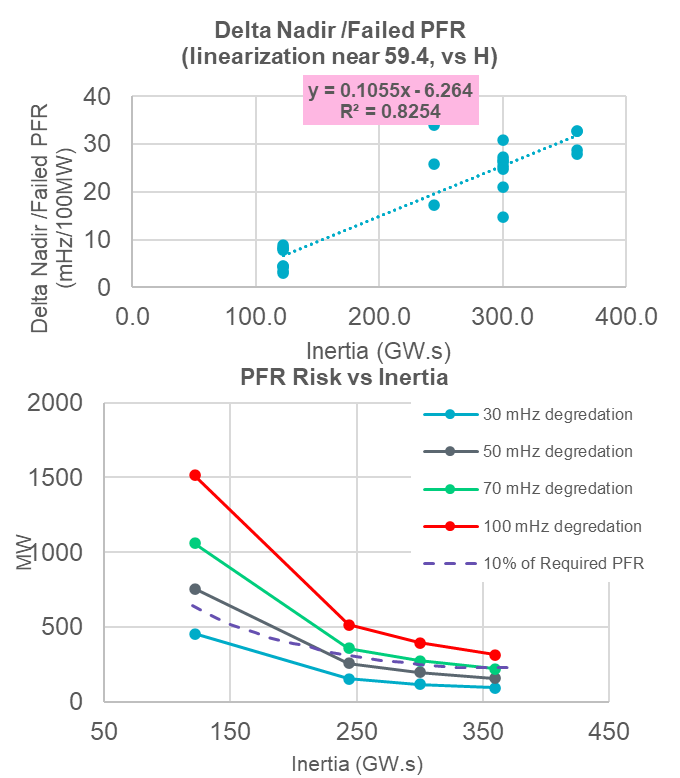 Delta Nadir /Failed PFR
(linearization near 59.4, vs H)
y = 0.1055x - 6.264
R² = 0.8254
Delta Nadir /Failed PFR
(mHz/100MW)
40
30
20
10
0
0.0 100.0 200.0 300.0 400.0
Inertia (GW.s)
PFR Risk vs Inertia
MW
2000
1500
1000
500
0
50 150 250 350 450
Inertia (GW.s)
30 mHz degredation
50 mHz degredation
70 mHz degredation
100 mHz degredation
10% of Required PFR